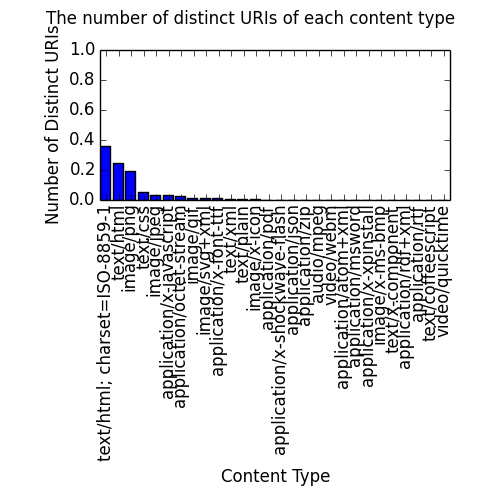 The number of distinct URIs of each content type
Number of Distinct URIs
1.0
0.8
0.6
0.4
0.2
0.0
text/html; charset=ISO-8859-1
text/html
image/png
text/css
image/jpeg
application/x-javascript
application/octet-stream
image/gif
image/svg+xml
application/x-font-ttf
text/xml
text/plain
image/x-icon
application/pdf
application/x-shockwave-flash
application/json
application/zip
audio/mpeg
video/webm
application/atom+xml
application/msword
application/x-xpinstall
image/x-ms-bmp
text/x-component
application/rdf+xml
application/rtf
text/coffeescript
video/quicktime
Content Type